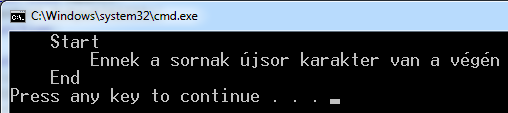 C:\Windows\system32\cmd.exe
Start
Ennek a sornak újsor karakter van a végén
End
Press any key to continue . . .